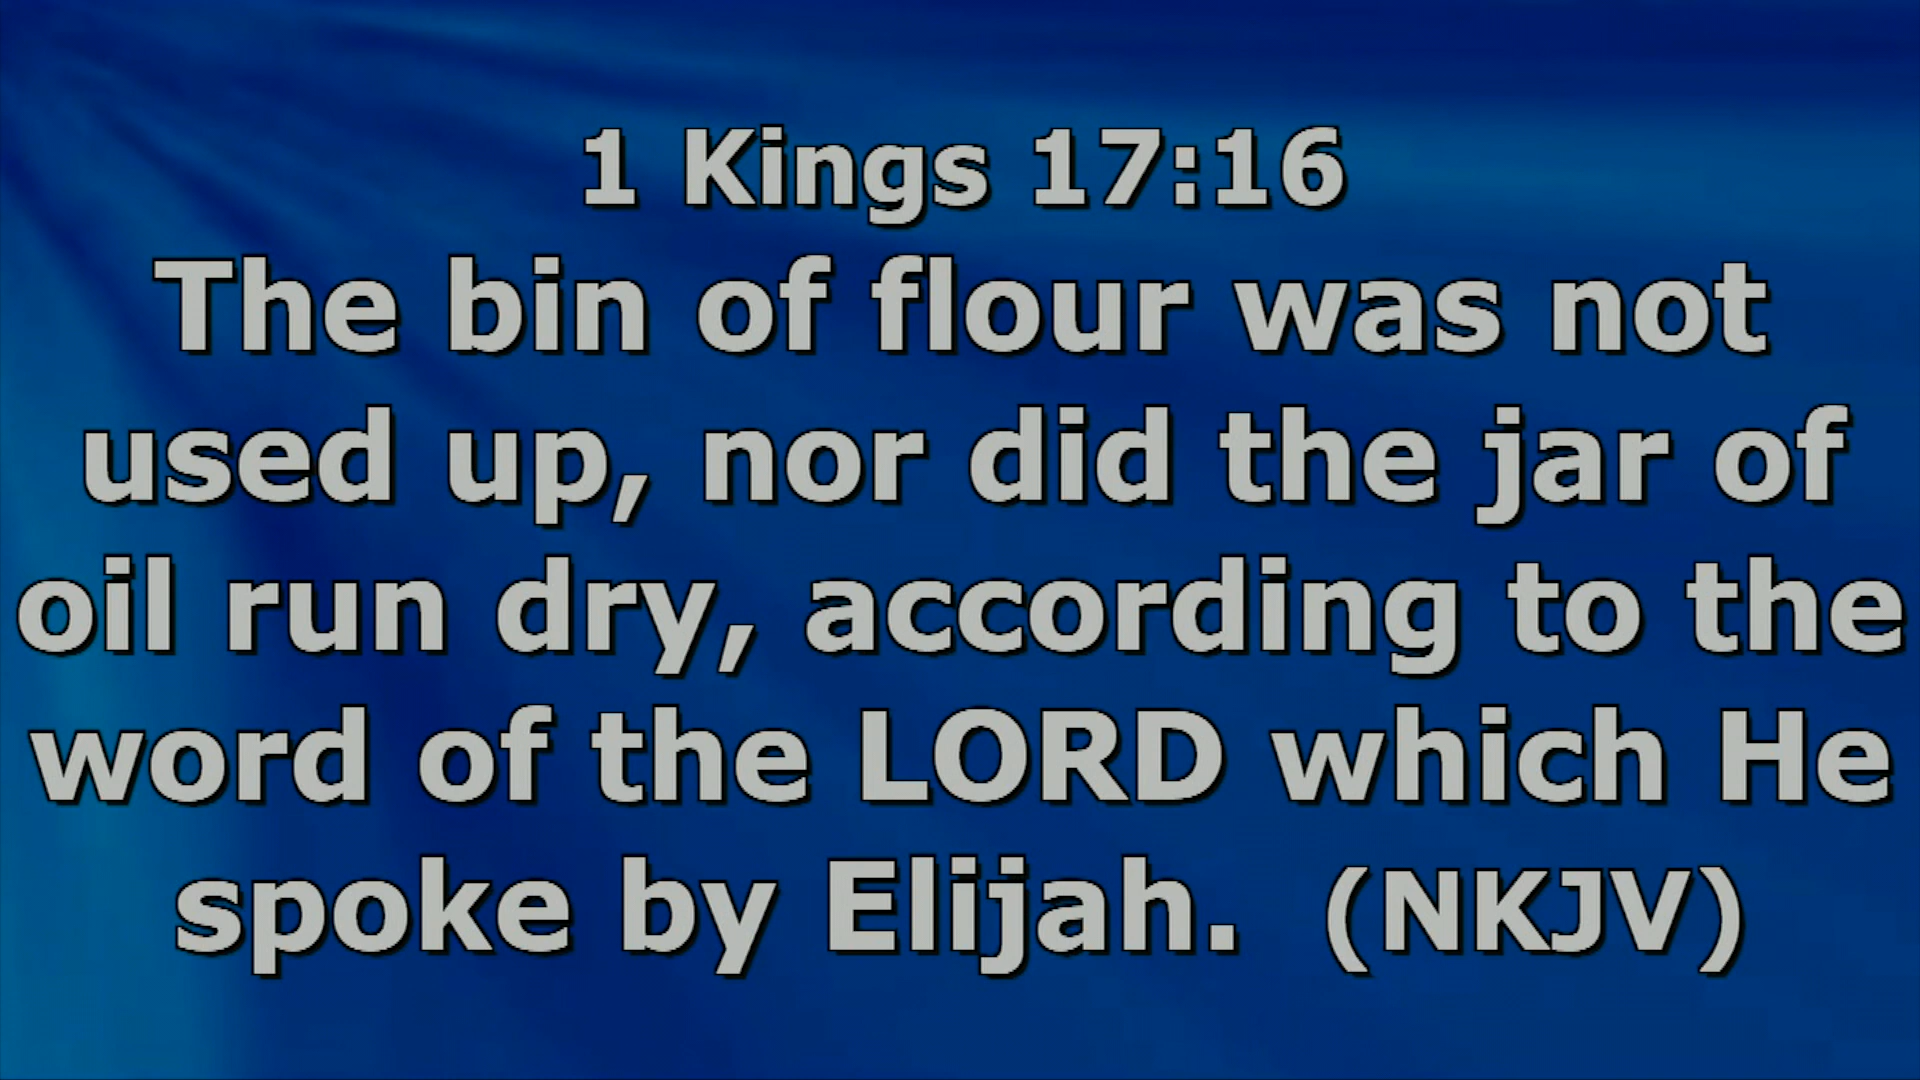 1 Kings 17:16
The bin of flour was not
used up, nor did the jar of
oil run dry, according to the
word of the LORD which He
spoke by Elijah.  (NKJV)